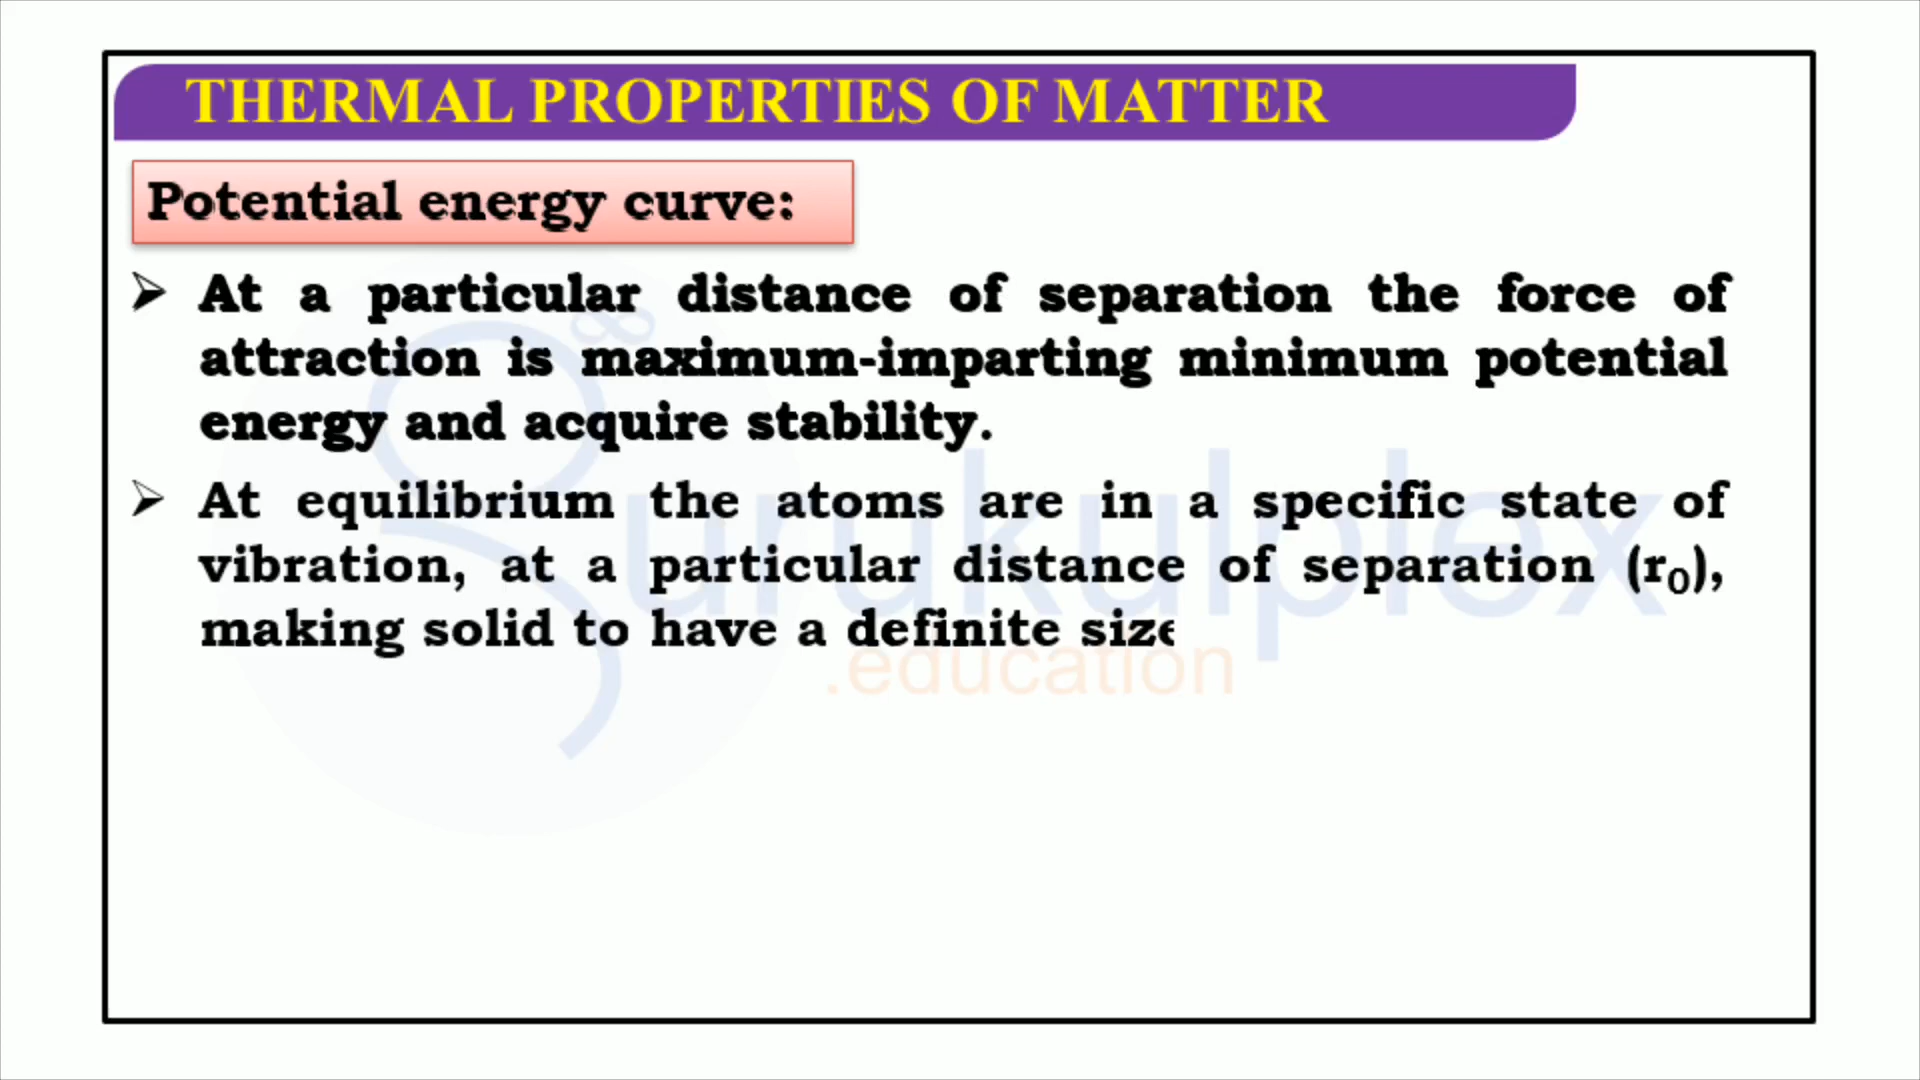 THERMAL PROPERTIES OF MATTER
Potential energy curve:
➢ At a particular distance of separation the force of
attraction is maximum-imparting minimum potential
energy and acquire stability.
➢ At equilibrium the atoms are in a specific state of
vibration, at a particular distance of separation (r₀),
making solid to have a definite size
urukulplex
.education